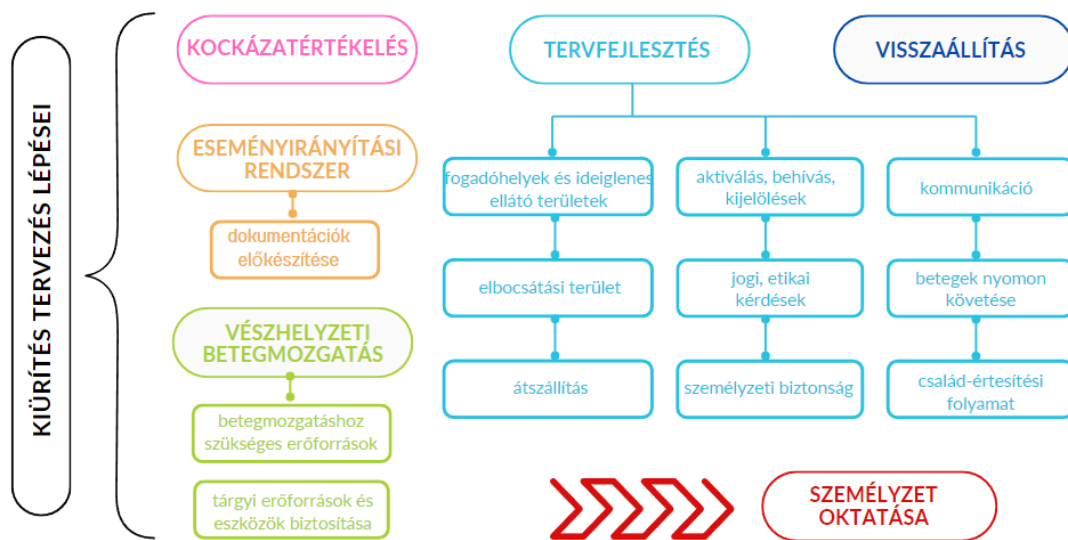 KIÜRÍTÉS TERVEZÉS LÉPÉSEI
KOCKÁZATÉRTÉKELÉS
ESEMÉNYIRÁNYÍTÁSI
RENDSZER
dokumentációk
előkészítése
VÉSZHELYZETI
BETEGMOZGATÁS
betegmozgatáshoz
szükséges erőforrások
tárgyi erőforrások és
eszközök biztosítása
TERVFEJLESZTÉS
fogadóhelyek és ideiglenes
ellátó területek
elbocsátási terület
átszállítás
aktiválás, behívás,
kijelölések
jogi, etikai
kérdések
személyzeti biztonság
kommunikáció
betegek nyomon
követése
család-értesítési
folyamat
VISSZAÁLLÍTÁS
SZEMÉLYZET
OKTATÁSA